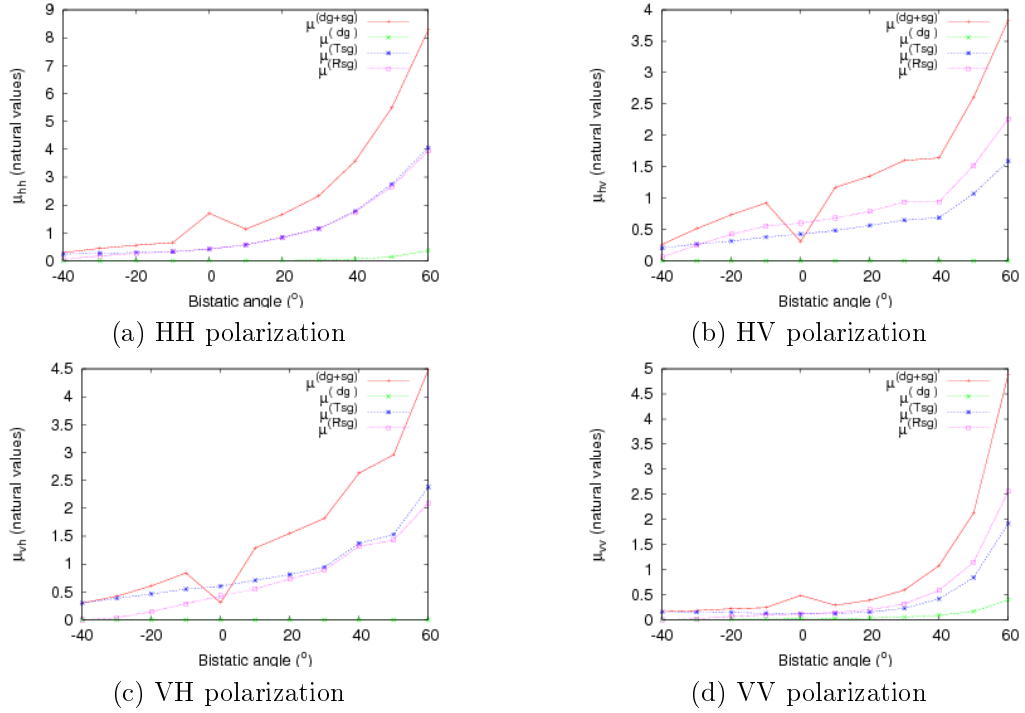 9
8
7
6
5
4
3
2
1
0
-40
-20
0
20
40
60
μhh (natural values)
Bistatic angle (°)
μ(dg+sg)
μ(dg)
μ(Tsg)
μ(Rsg)
(a) HH polarization
4
3.5
3
2.5
2
1.5
1
0.5
0
-40
-20
0
20
40
60
μhv (natural values)
Bistatic angle (°)
μ(dg+sg)
μ(dg)
μ(Tsg)
μ(Rsg)
(b) HV polarization
4.5
4
3.5
3
2.5
2
1.5
1
0.5
0
-40
-20
0
20
40
60
μvh (natural values)
Bistatic angle (°)
μ(dg+sg)
μ(dg)
μ(Tsg)
μ(Rsg)
(c) VH polarization
5
4.5
4
3.5
3
2.5
2
1.5
1
0.5
0
-40
-20
0
20
40
60
μvv (natural values)
Bistatic angle (°)
μ(dg+sg)
μ(dg)
μ(Tsg)
μ(Rsg)
(d) VV polarization